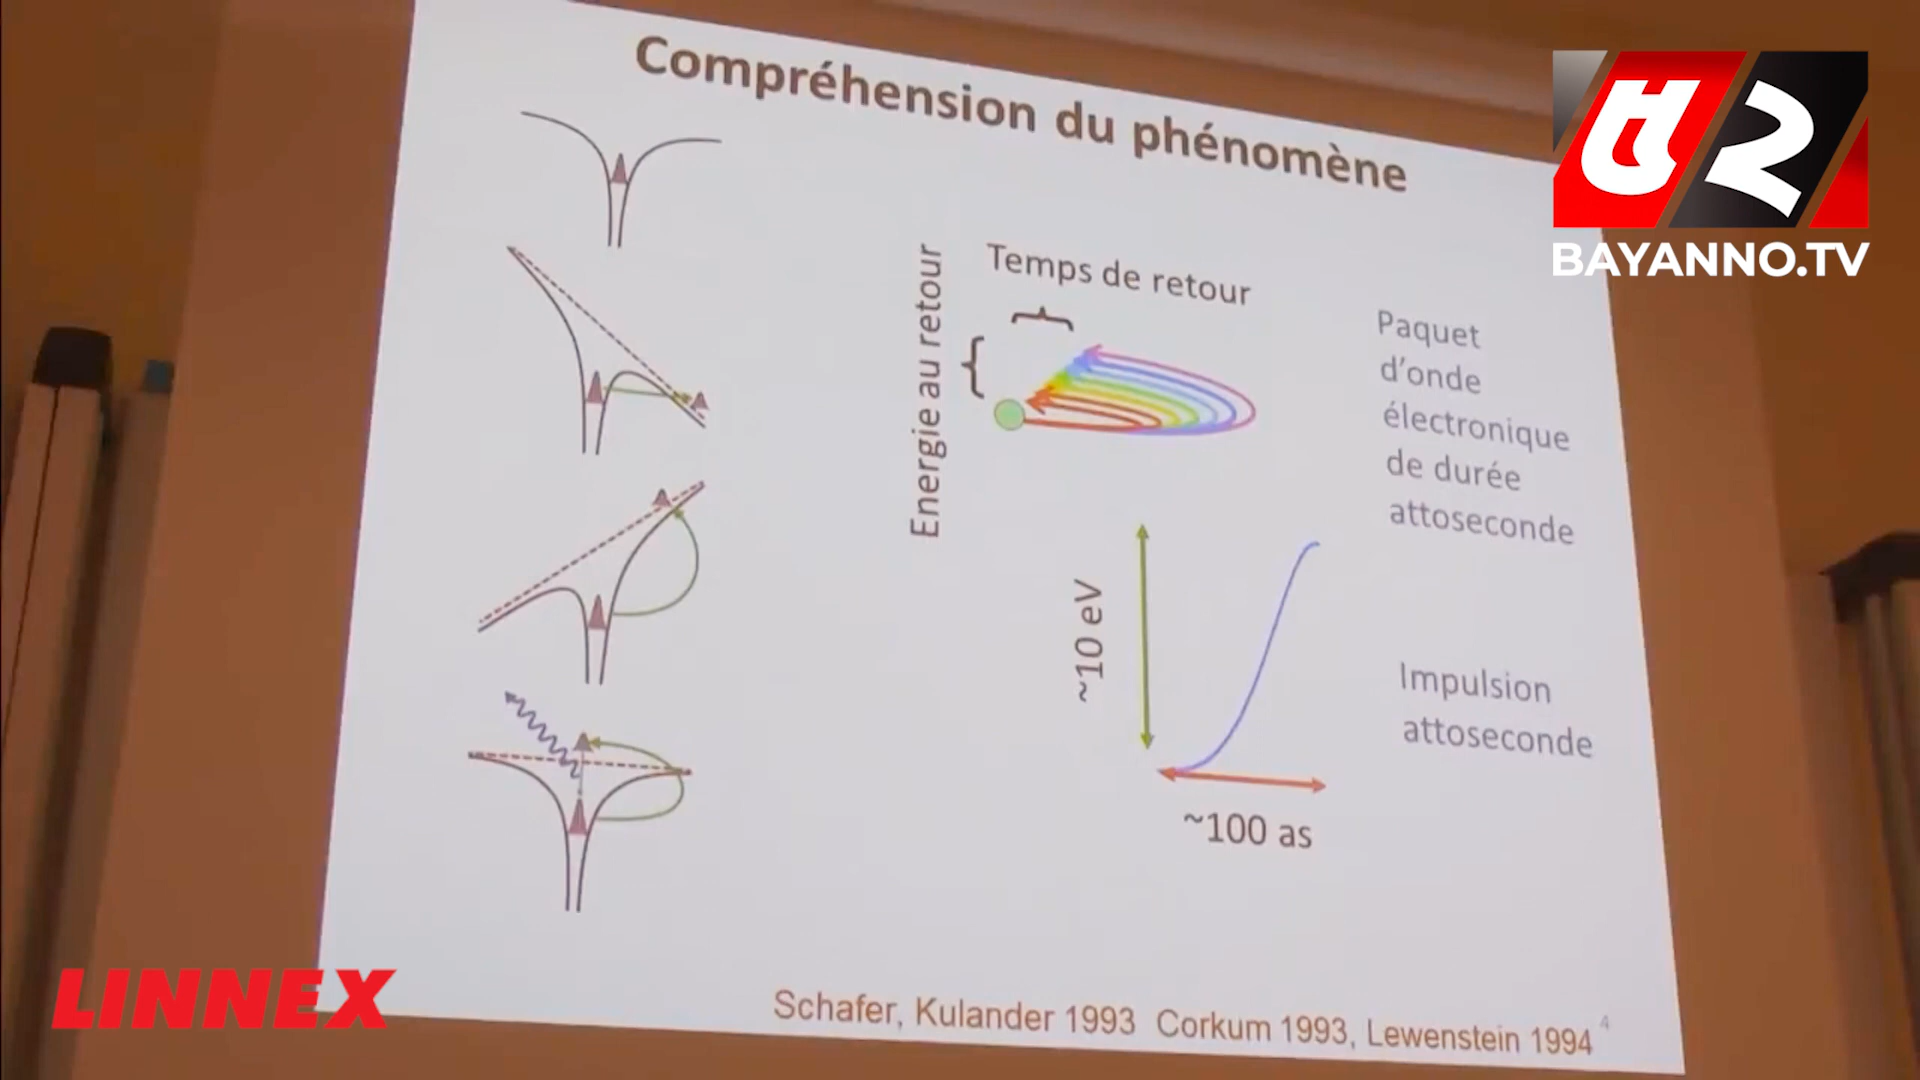 Compréhension du phénomène
Temps de retour
Energie au retour
Paquet
d'onde
électronique
de durée
attoseconde
~10 eV
~100 as
Impulsion
attoseconde
Schafer, Kulander 1993 Corkum 1993, Lewenstein 1994
4
BAYANNO.TV
LINNEX